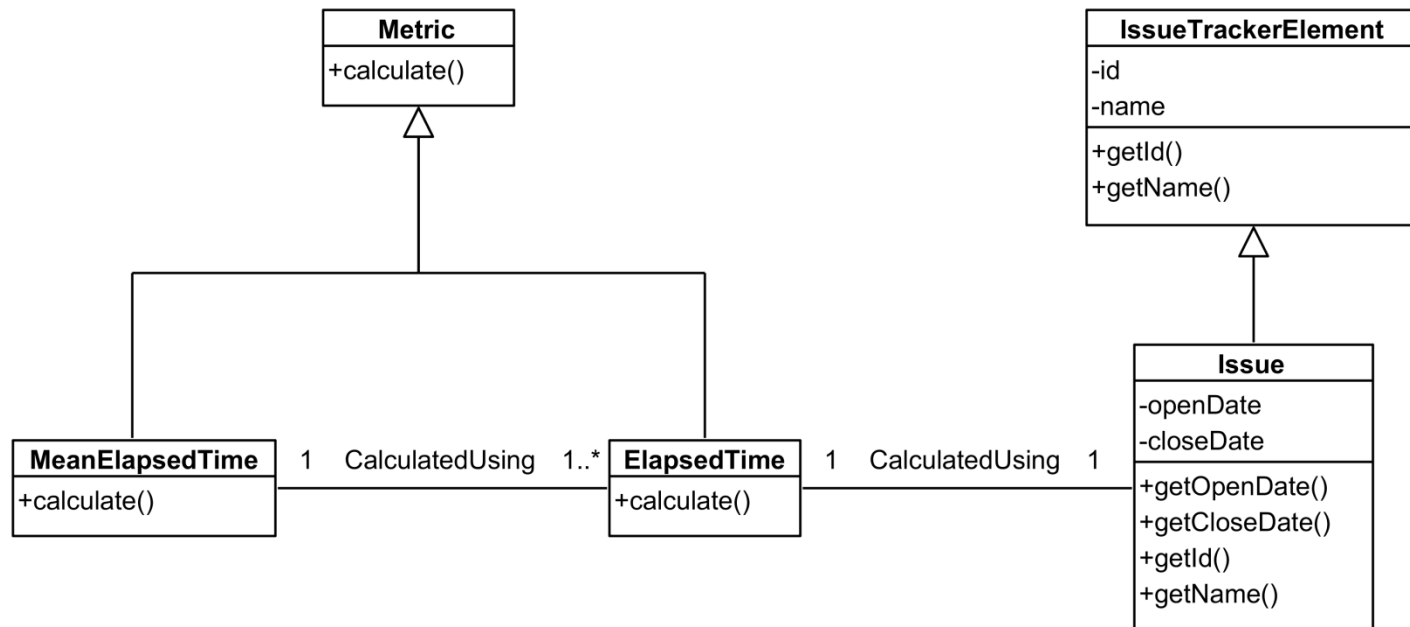 Metric
+calculate()
IssueTrackerElement
-id
-name
+getId()
+getName()
MeanElapsedTime
+calculate()
1 CalculatedUsing 1..*
ElapsedTime
+calculate()
1 CalculatedUsing 1
Issue
-openDate
-closeDate
+getOpenDate()
+getCloseDate()
+getId()
+getName()